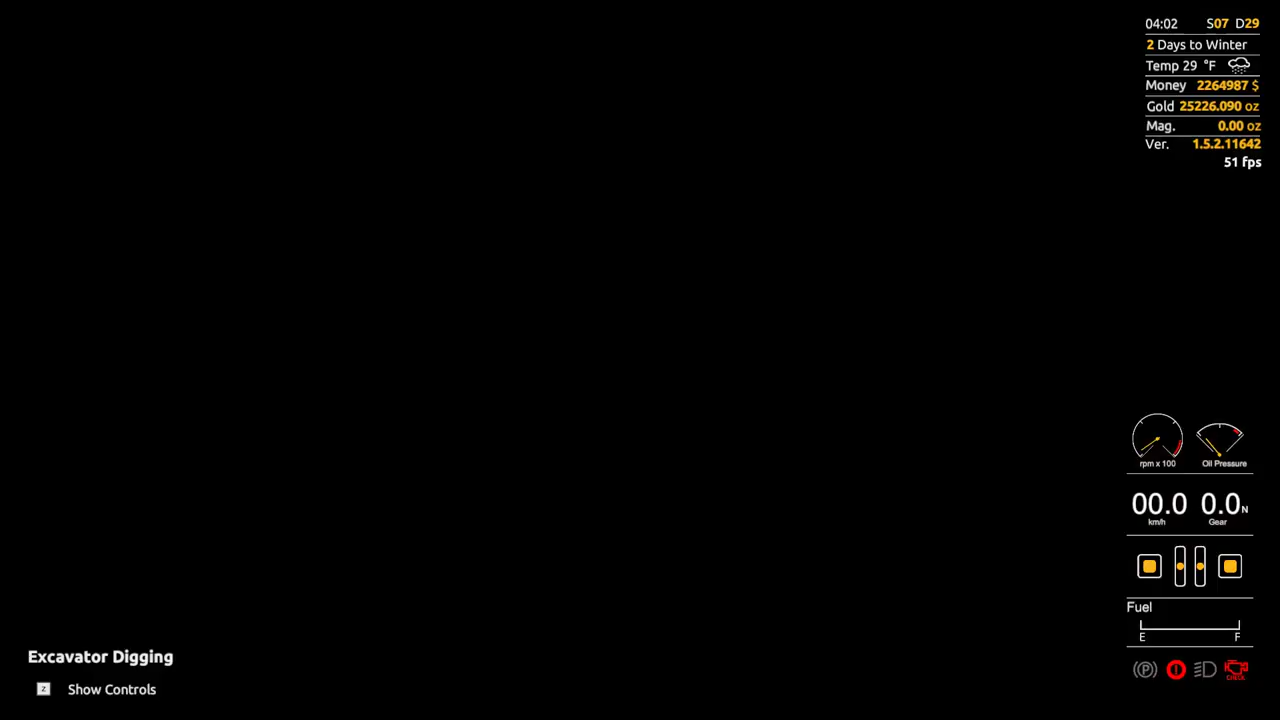 04:02 S07 D29
2 Days to Winter
Temp 29 °F
Money 2264987 $
Gold 25226.090 oz
Mag. 0.00 oz
Ver. 1.5.2.11642
51 fps
rpm x 100 Oil Pressure
00.0 0.0 N
km/h Gear
Fuel
E F
P CHECK
Excavator Digging
z Show Controls